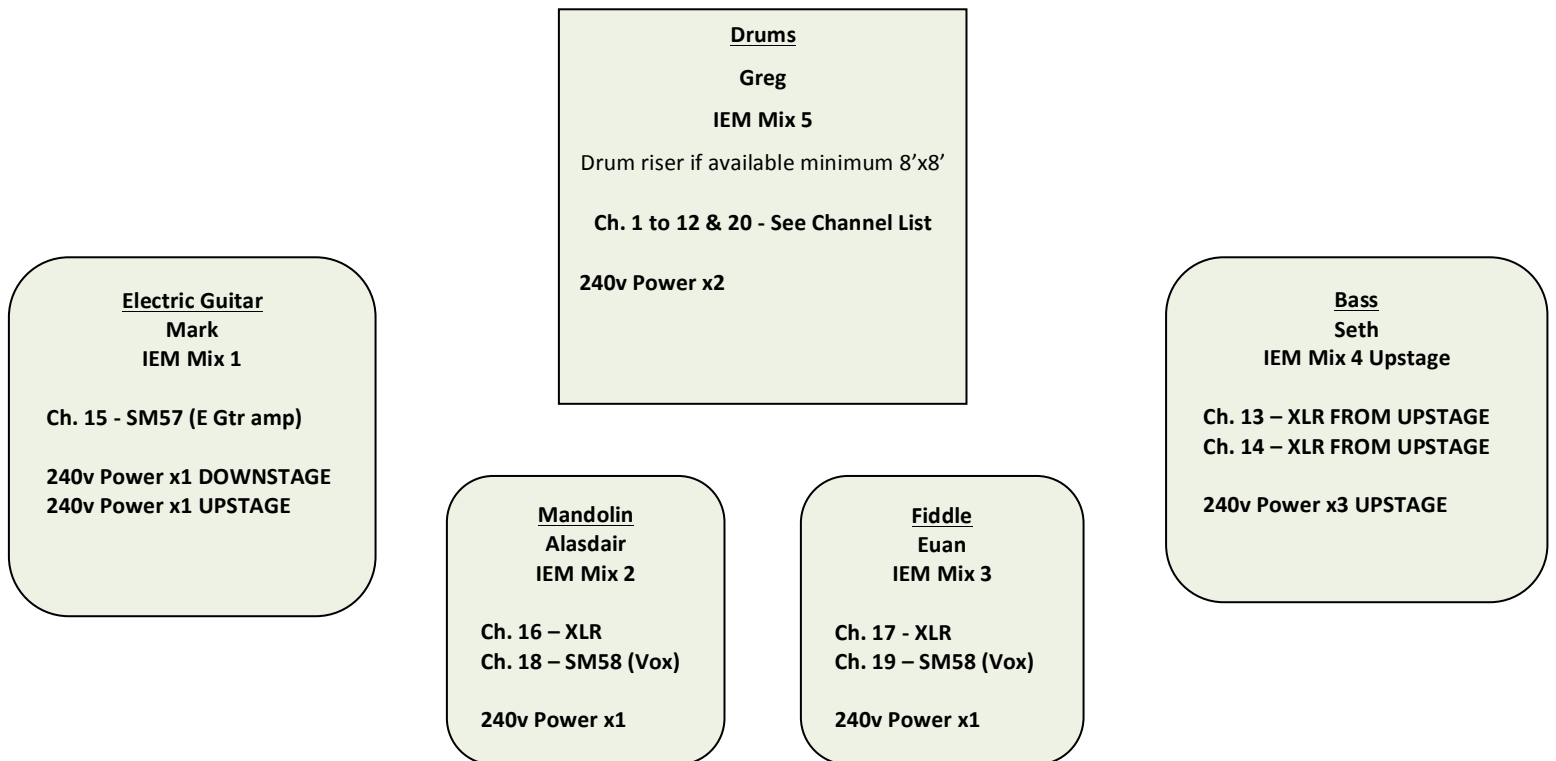 Drums
Greg
IEM Mix 5
Drum riser if available minimum 8’x8’
Ch. 1 to 12 & 20 - See Channel List
240v Power x2
Electric Guitar
Mark
IEM Mix 1
Ch. 15 - SM57 (E Gtr amp)
240v Power x1 DOWNSTAGE
240v Power x1 UPSTAGE
Mandolin
Alasdair
IEM Mix 2
Ch. 16 – XLR
Ch. 18 – SM58 (Vox)
240v Power x1
Fiddle
Euan
IEM Mix 3
Ch. 17 - XLR
Ch. 19 – SM58 (Vox)
240v Power x1
Bass
Seth
IEM Mix 4 Upstage
Ch. 13 – XLR FROM UPSTAGE
Ch. 14 – XLR FROM UPSTAGE
240v Power x3 UPSTAGE